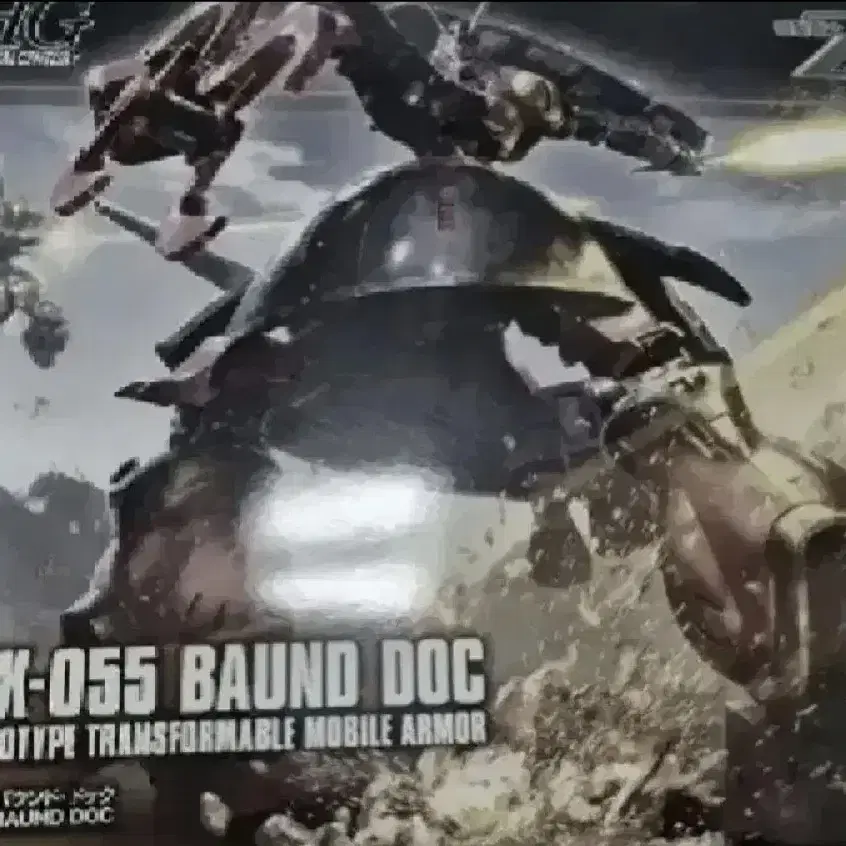 X-055 BAUND DOC
OTYPE TRANSFORMABLE MOBILE ARMOR
バウンド・ドック
BAUND DOC